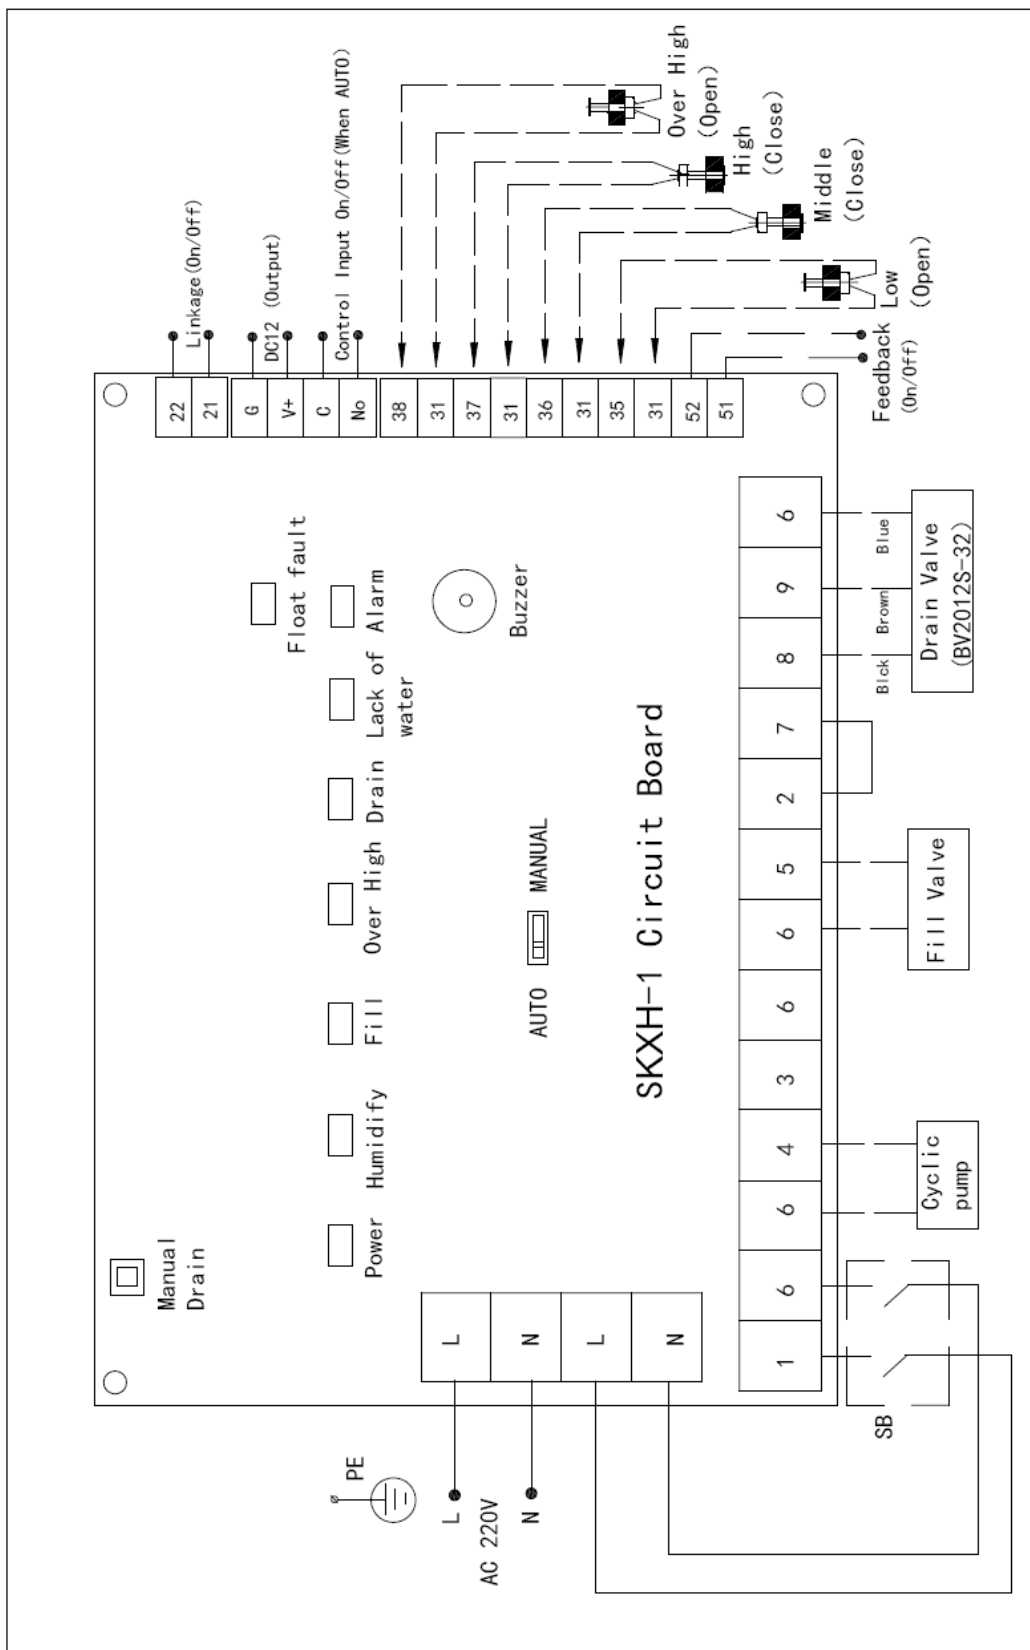 Manual
Drain
22
21
Linkage(On/Off)
G
V+
DC12 (Output)
C
No
Control Input On/Off(When AUTO)
Float fault
Power
Humidify
Fill
Over High
Drain
Lack of
water
Alarm
PE
L
N
AC 220V
L
N
L
N
AUTO
MANUAL
Buzzer
38
31
37
31
36
31
35
31
52
51
Over High
(Open)
High
(Close)
Middle
(Close)
Low
(Open)
Feedback
(On/Off)
SKXH-1 Circuit Board
1
6
6
4
3
6
6
5
2
7
8
9
6
SB
Cyclic
pump
Fill Valve
Blck
Brown
Blue
Drain Valve
(BV2012S-32)